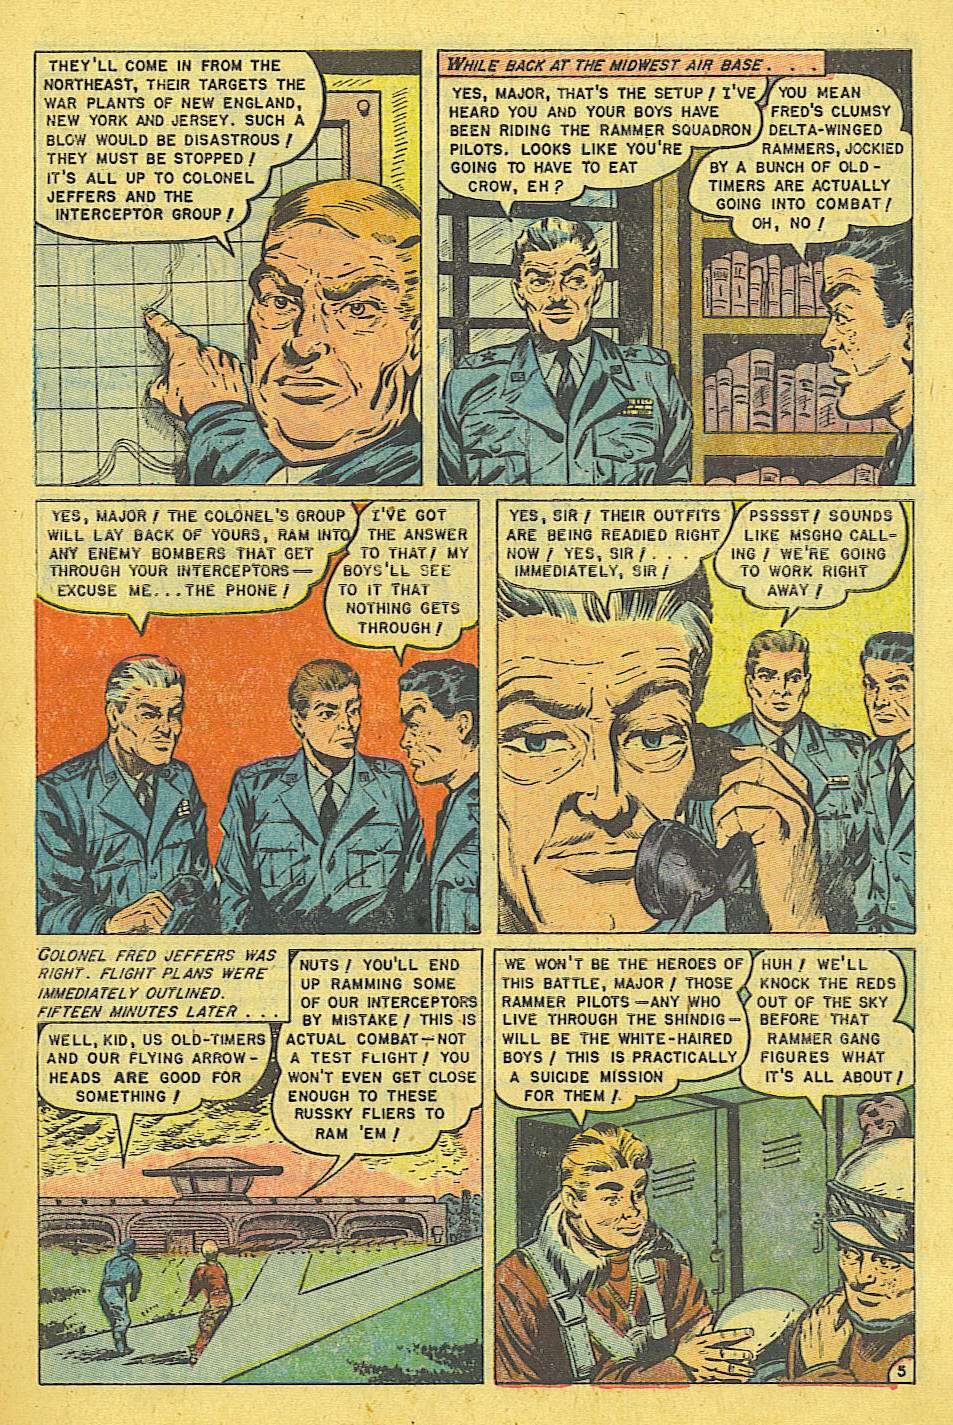 THEY'LL COME IN FROM THE
NORTHEAST, THEIR TARGETS THE
WAR PLANTS OF NEW ENGLAND,
NEW YORK AND JERSEY. SUCH A
BLOW WOULD BE DISASTROUS!
THEY MUST BE STOPPED!
IT'S ALL UP TO COLONEL
JEFFERS AND THE
INTERCEPTOR GROUP!
WHILE BACK AT THE MIDWEST AIR BASE. . . .
YES, MAJOR, THAT'S THE SETUP! I'VE
HEARD YOU AND YOUR BOYS HAVE
BEEN RIDING THE RAMMER SQUADRON
PILOTS. LOOKS LIKE YOU'RE
GOING TO HAVE TO EAT
CROW, EH?
YOU MEAN
FRED'S CLUMSY
DELTA-WINGED
RAMMERS, JOCKIED
BY A BUNCH OF OLD-
TIMERS ARE ACTUALLY
GOING INTO COMBAT!
OH, NO!
YES, MAJOR! THE COLONEL'S GROUP
WILL LAY BACK OF YOURS, RAM INTO
ANY ENEMY BOMBERS THAT GET
THROUGH YOUR INTERCEPTORS—
EXCUSE ME...THE PHONE!
I'VE GOT
THE ANSWER
TO THAT! MY
BOYS'LL SEE
TO IT THAT
NOTHING GETS
THROUGH!
YES, SIR! THEIR OUTFITS
ARE BEING READIED RIGHT
NOW! YES, SIR!. . .
IMMEDIATELY, SIR!
PSSSST! SOUNDS
LIKE MSGHQ CALL-
ING! WE'RE GOING
TO WORK RIGHT
AWAY!
COLONEL FRED JEFFERS WAS
RIGHT. FLIGHT PLANS WERE
IMMEDIATELY OUTLINED.
FIFTEEN MINUTES LATER . . .
WELL, KID, US OLD-TIMERS
AND OUR FLYING ARROW-
HEADS ARE GOOD FOR
SOMETHING!
NUTS! YOU'LL END
UP RAMMING SOME
OF OUR INTERCEPTORS
BY MISTAKE! THIS IS
ACTUAL COMBAT—NOT
A TEST FLIGHT! YOU
WON'T EVEN GET CLOSE
ENOUGH TO THESE
RUSSKY FLIERS TO
RAM 'EM!
WE WON'T BE THE HEROES OF
THIS BATTLE, MAJOR! THOSE
RAMMER PILOTS—ANY WHO
LIVE THROUGH THE SHINDIG—
WILL BE THE WHITE-HAIRED
BOYS! THIS IS PRACTICALLY
A SUICIDE MISSION
FOR THEM!
HUH! WE'LL
KNOCK THE REDS
OUT OF THE SKY
BEFORE THAT
RAMMER GANG
FIGURES WHAT
IT'S ALL ABOUT!
5